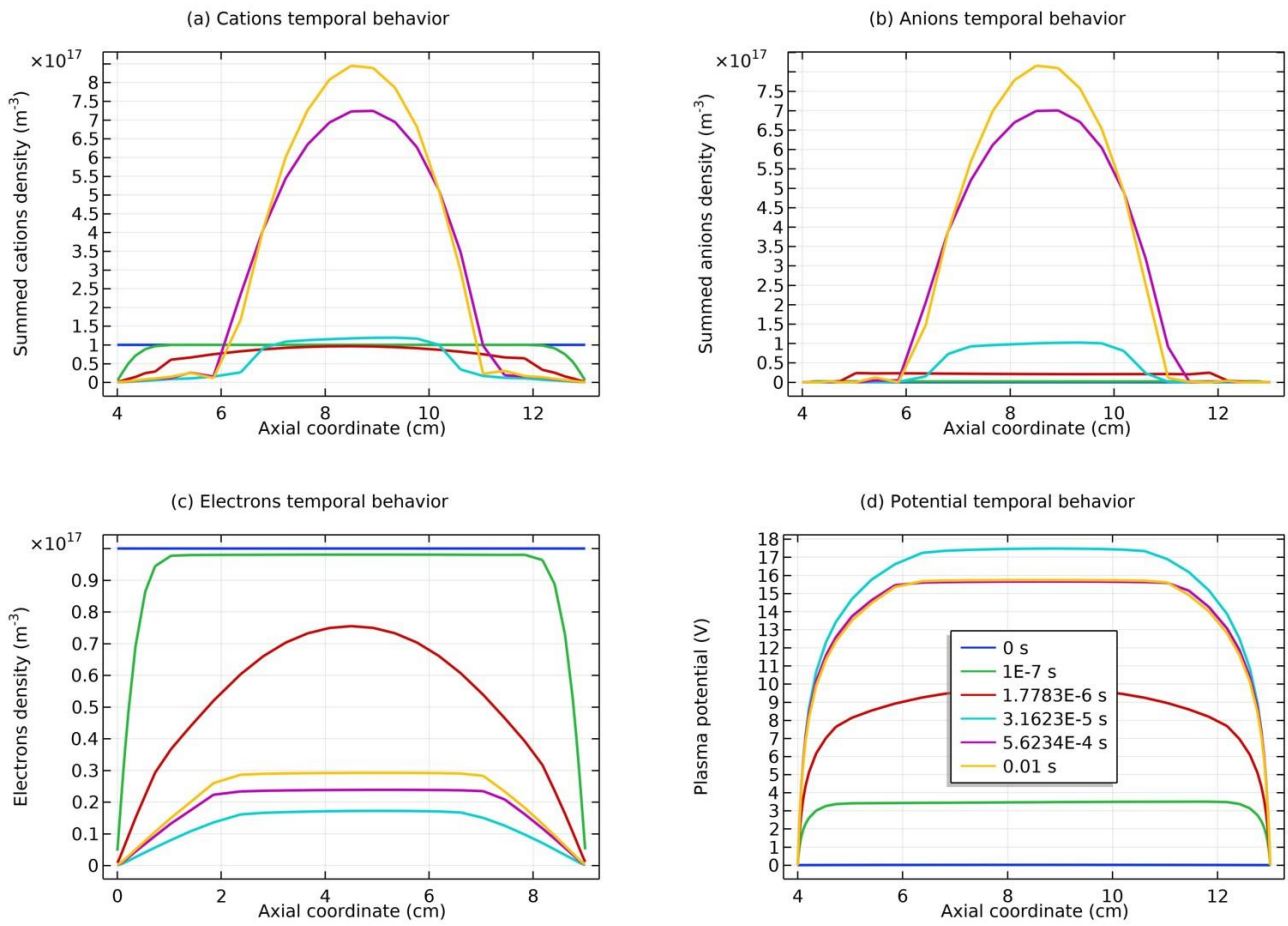 (a) Cations temporal behavior
×10¹⁷
Summed cations density (m⁻³)
8
7.5
7
6.5
6
5.5
5
4.5
4
3.5
3
2.5
2
1.5
1
0.5
0
4 6 8 10 12
Axial coordinate (cm)
(b) Anions temporal behavior
×10¹⁷
Summed anions density (m⁻³)
7.5
7
6.5
6
5.5
5
4.5
4
3.5
3
2.5
2
1.5
1
0.5
0
4 6 8 10 12
Axial coordinate (cm)
(c) Electrons temporal behavior
×10¹⁷
Electrons density (m⁻³)
0.9
0.8
0.7
0.6
0.5
0.4
0.3
0.2
0.1
0
0 2 4 6 8
Axial coordinate (cm)
(d) Potential temporal behavior
Plasma potential (V)
18
17
16
15
14
13
12
11
10
9
8
7
6
5
4
3
2
1
0
4 6 8 10 12
Axial coordinate (cm)
0 s
1E-7 s
1.7783E-6 s
3.1623E-5 s
5.6234E-4 s
0.01 s